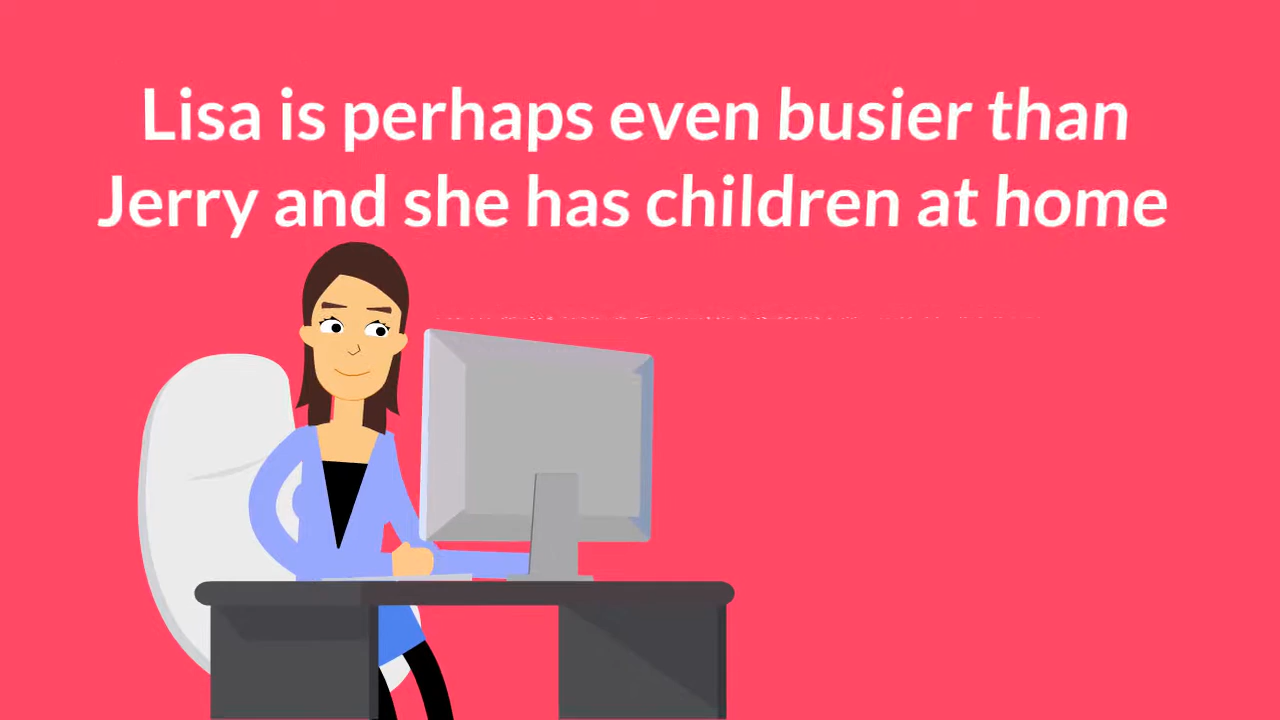 Lisa is perhaps even busier than
Jerry and she has children at home